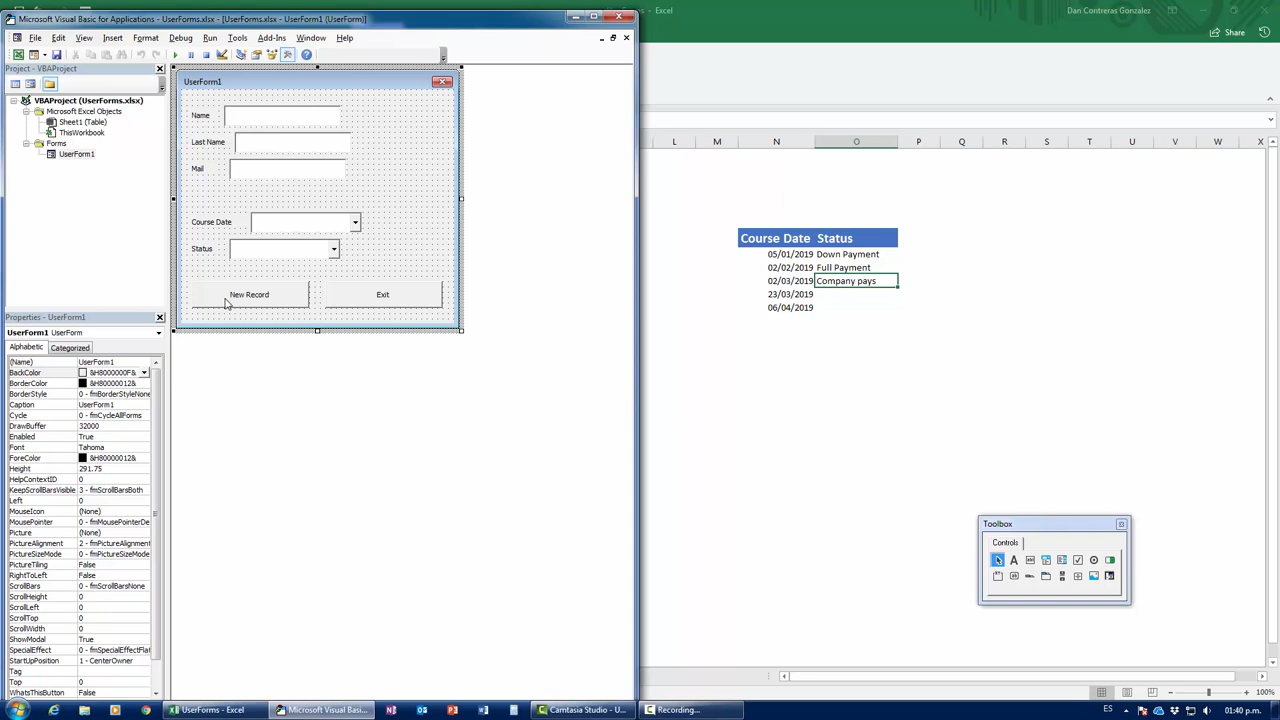 Microsoft Visual Basic for Applications - UserForms.xlsx - [UserForms.xlsx - UserForm1 (UserForm)]
- Excel
Dan Contreras Gonzalez
File Edit View Insert Format Debug Run Tools Add-Ins Window Help
Share
Project - VBAProject
VBAProject (UserForms.xlsx)
Microsoft Excel Objects
Sheet1 (Table)
ThisWorkbook
Forms
UserForm1
UserForm1
Name
Last Name
Mail
Course Date
Status
New Record Exit
L M N O P Q R S T U V W X
Course Date Status
05/01/2019 Down Payment
02/02/2019 Full Payment
02/03/2019 Company pays
23/03/2019
06/04/2019
Properties - UserForm1
UserForm1 UserForm
Alphabetic Categorized
(Name) UserForm1
BackColor &H8000000F&
BorderColor &H80000012&
BorderStyle 0 - fmBorderStyleNone
Caption UserForm1
Cycle 0 - fmCycleAllForms
DrawBuffer 32000
Enabled True
Font Tahoma
ForeColor &H80000012&
Height 291.75
HelpContextID 0
KeepScrollBarsVisible 3 - fmScrollBarsBoth
Left 0
MouseIcon (None)
MousePointer 0 - fmMousePointerDe
Picture (None)
PictureAlignment 2 - fmPictureAlignment
PictureSizeMode 0 - fmPictureSizeMode
PictureTiling False
RightToLeft False
ScrollBars 0 - fmScrollBarsNone
ScrollHeight 0
ScrollLeft 0
ScrollTop 0
ScrollWidth 0
ShowModal True
SpecialEffect 0 - fmSpecialEffectFlat
StartUpPosition 1 - CenterOwner
Tag
Top 0
WhatsThisButton False
Toolbox
Controls
100%
UserForms - Excel
Microsoft Visual Basi...
Camtasia Studio - U...
Recording...
01:40 p.m.